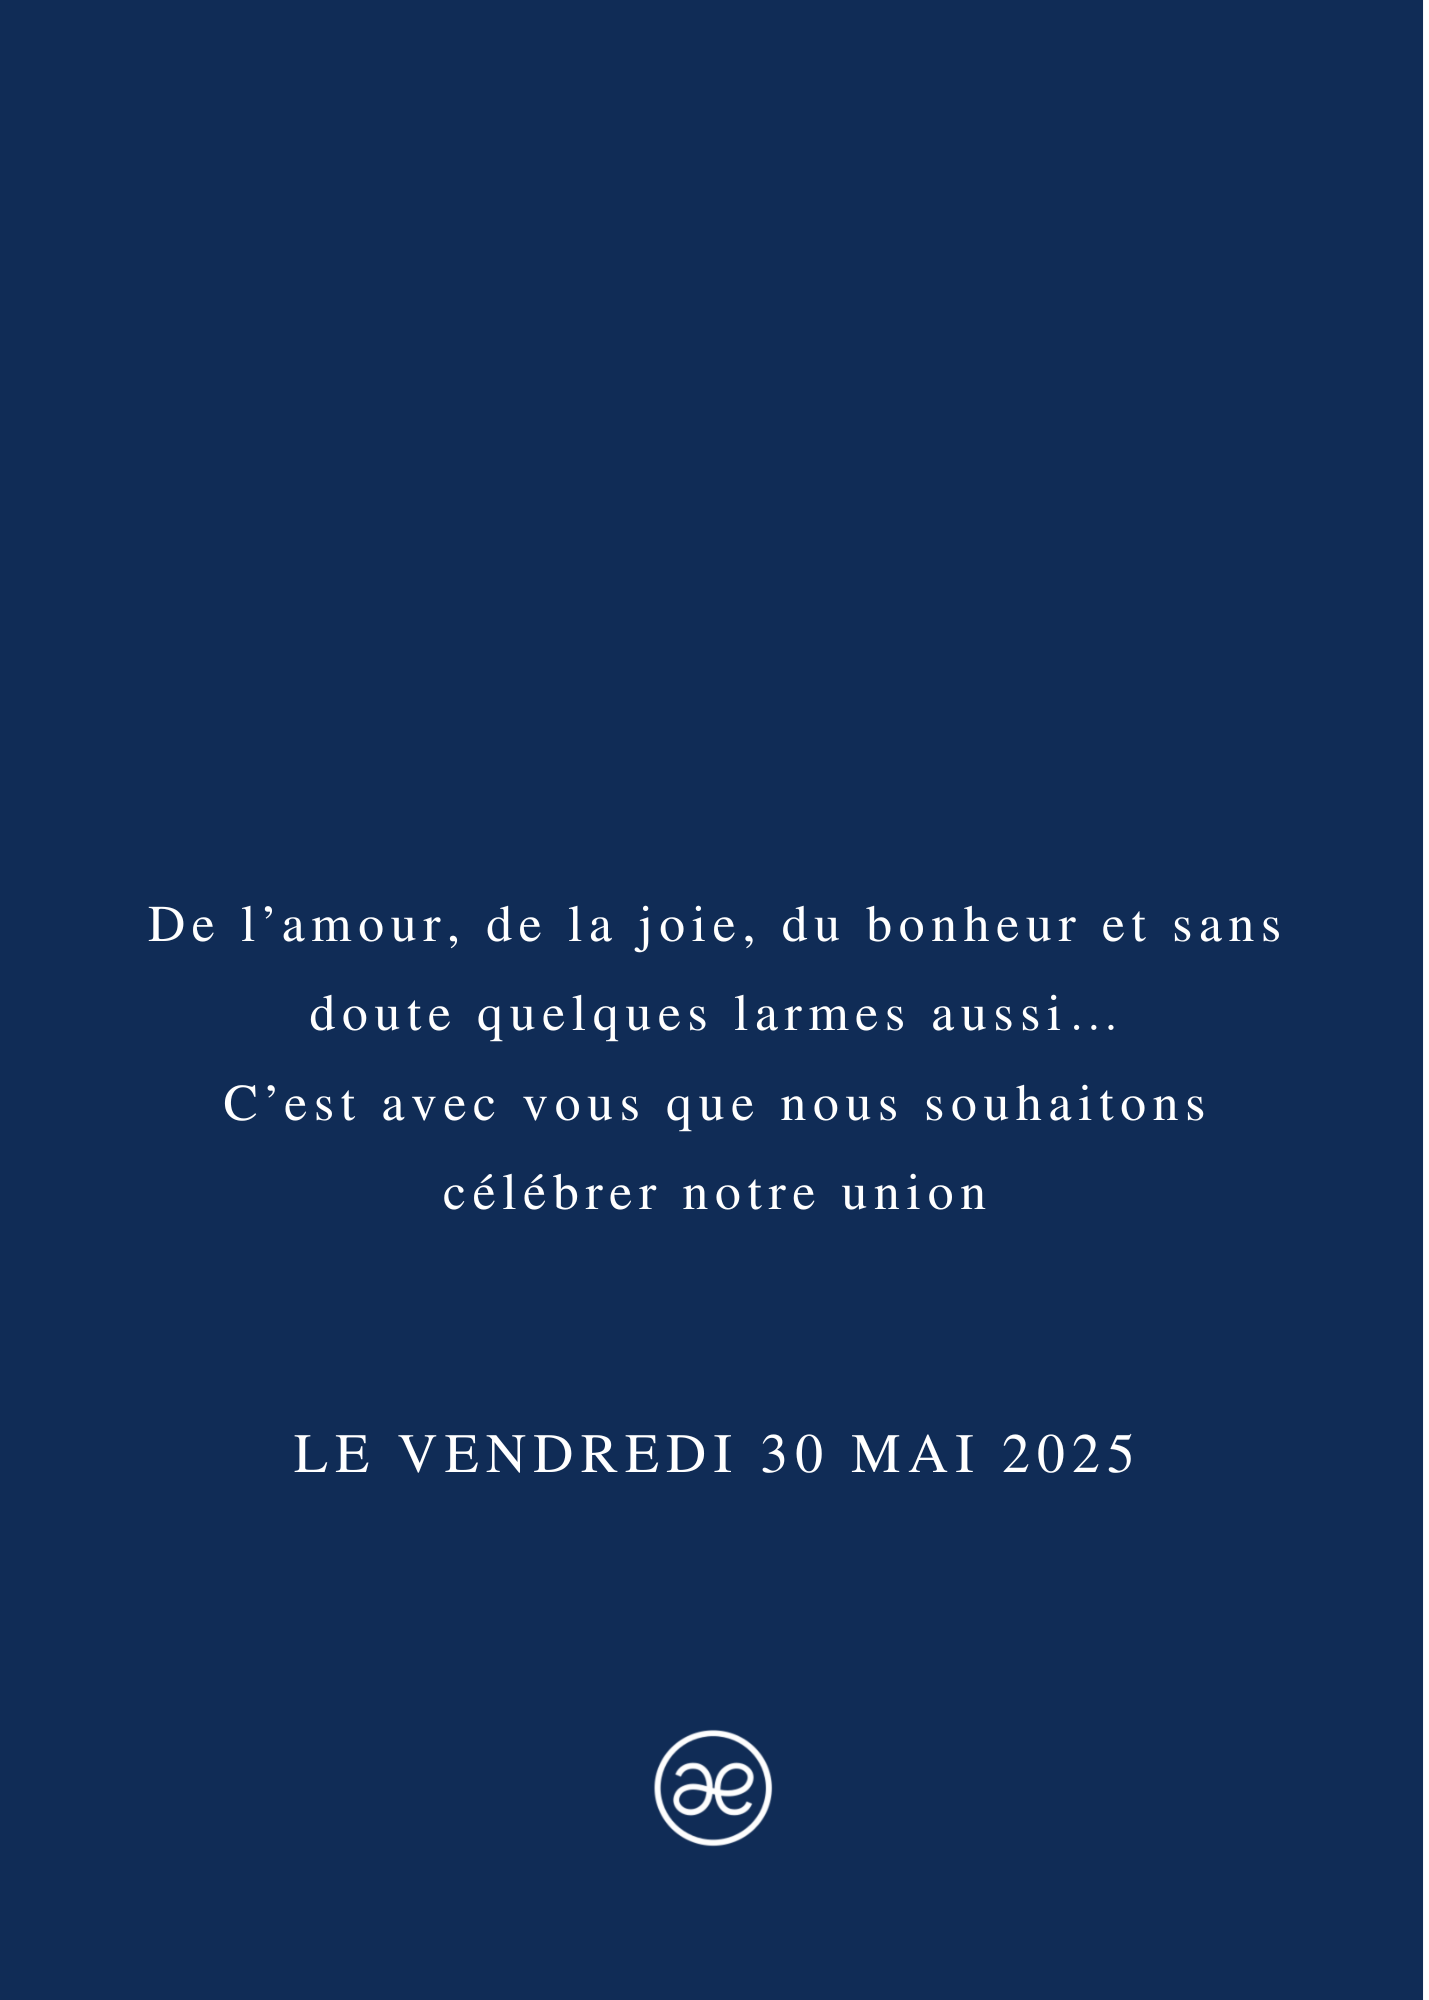 De l’amour, de la joie, du bonheur et sans
doute quelques larmes aussi…
C’est avec vous que nous souhaitons
célébrer notre union
LE VENDREDI 30 MAI 2025
æ